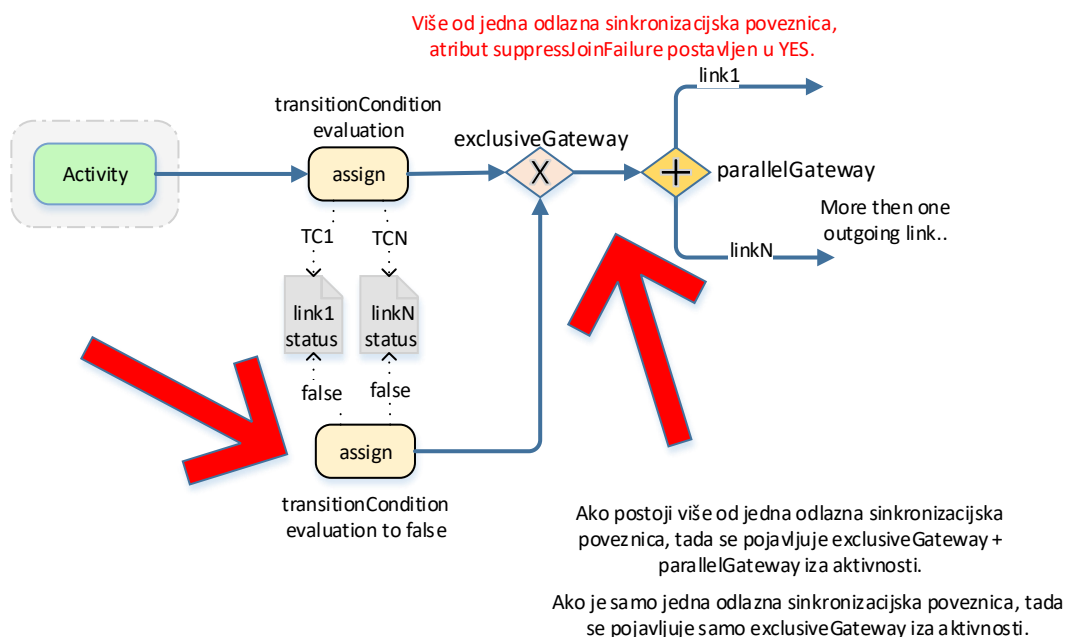 Više od jedna odlazna sinkronizacijska poveznica,
atribut suppressJoinFailure postavljen u YES.
link1
transitionCondition
evaluation
exclusiveGateway
Activity
assign
X
parallelGateway
More then one
outgoing link..
TC1
TCN
linkN
link1
status
linkN
status
false
false
assign
transitionCondition
evaluation to false
Ako postoji više od jedna odlazna sinkronizacijska
poveznica, tada se pojavljuje exclusiveGateway +
parallelGateway iza aktivnosti.
Ako je samo jedna odlazna sinkronizacijska poveznica, tada
se pojavljuje samo exclusiveGateway iza aktivnosti.